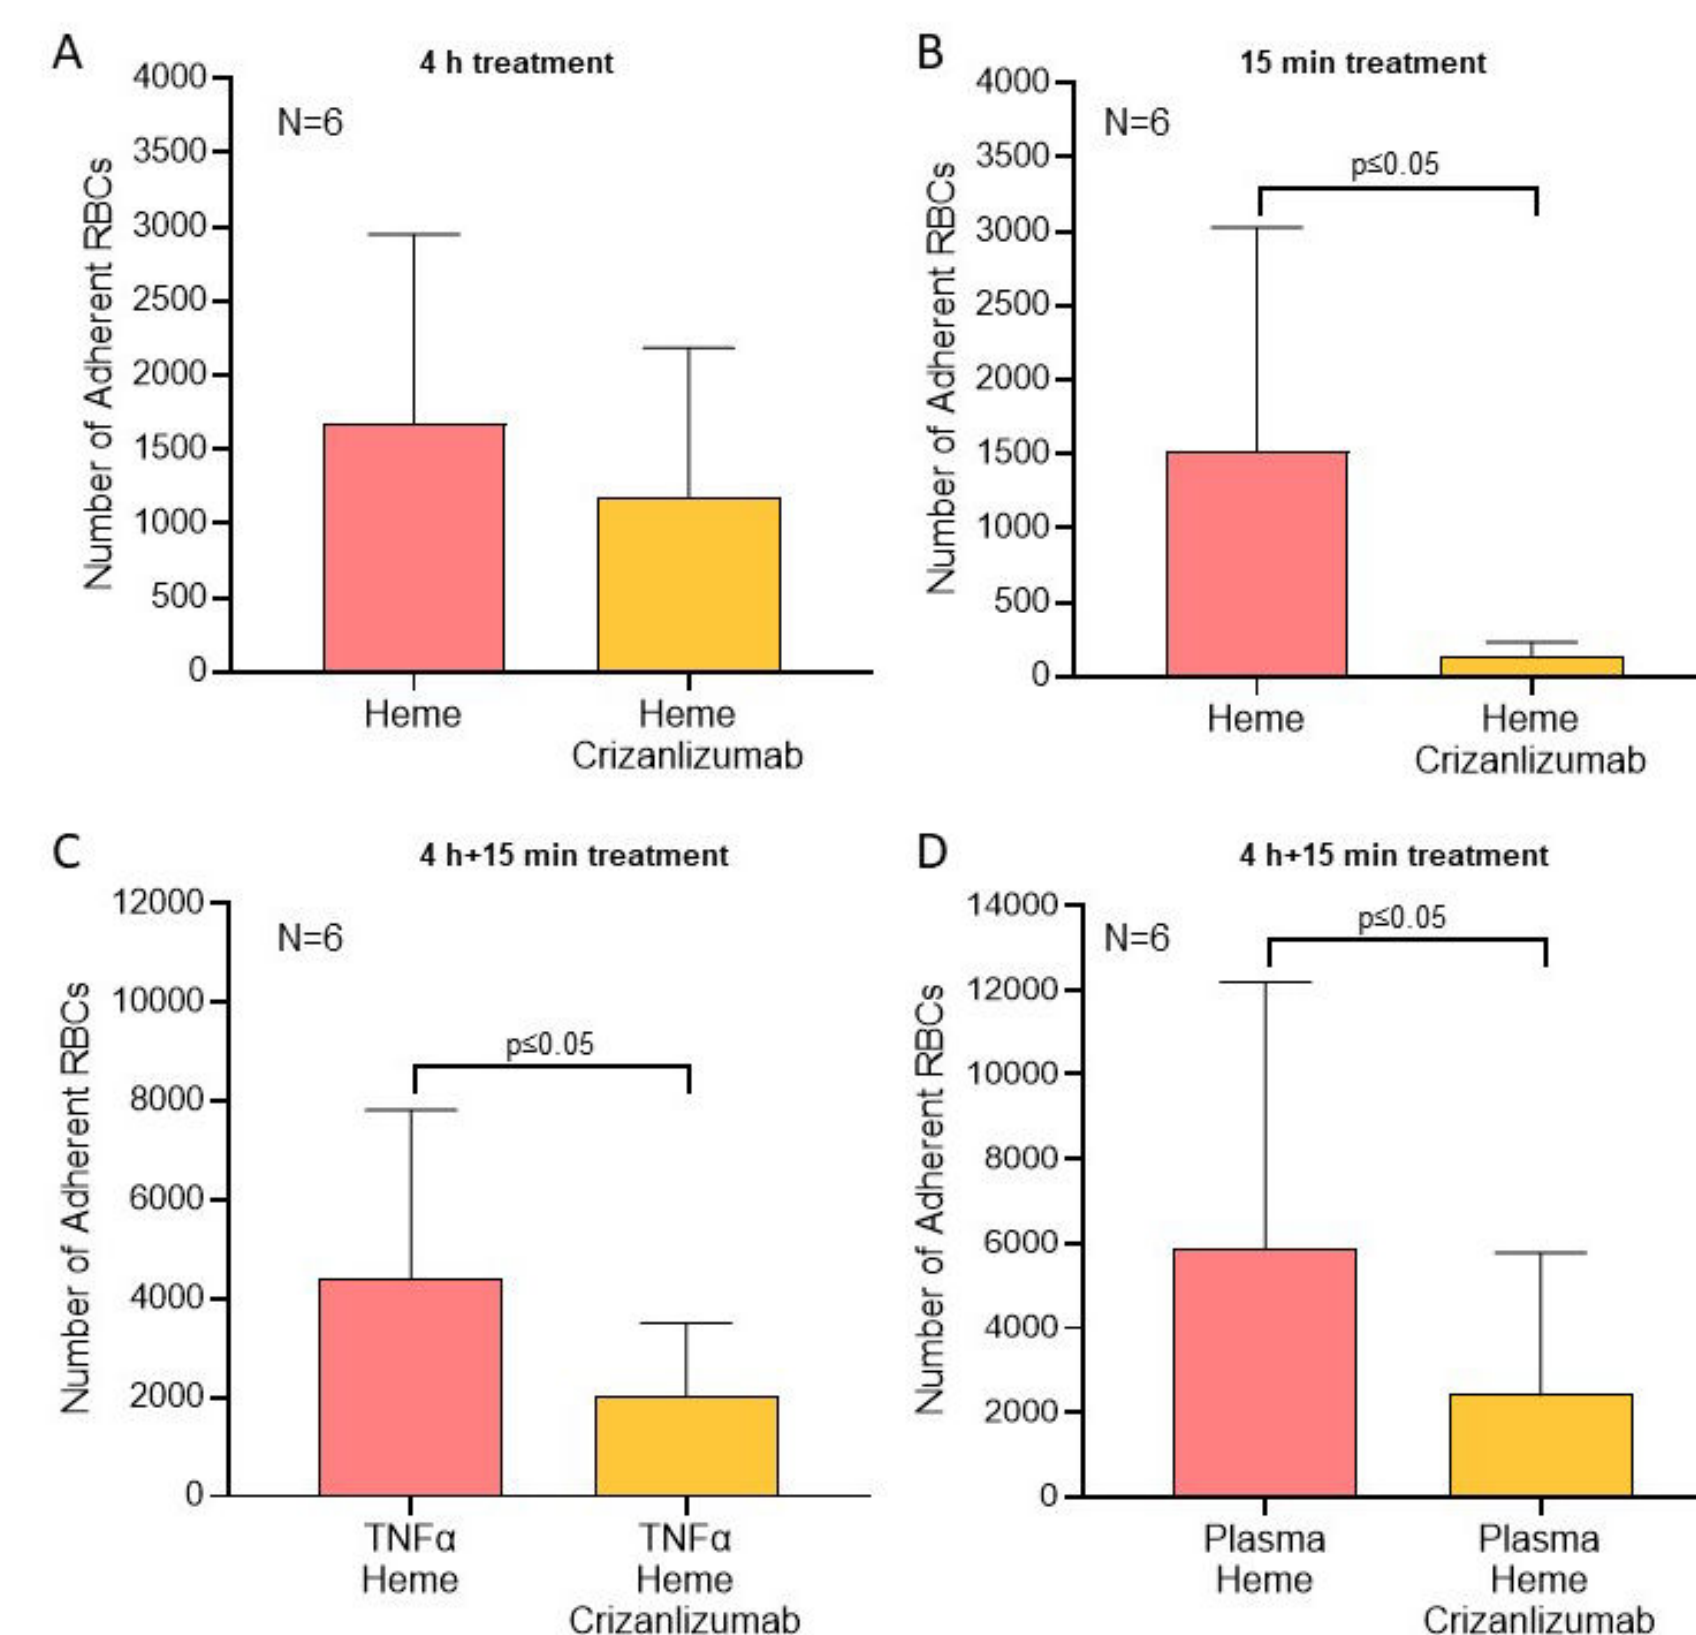 A
4 h treatment
4000
3500
3000
2500
2000
1500
1000
500
0
Number of Adherent RBCs
N=6
Heme
Heme
Crizanlizumab
B
15 min treatment
4000
3500
3000
2500
2000
1500
1000
500
0
Number of Adherent RBCs
N=6
p≤0.05
Heme
Heme
Crizanlizumab
C
4 h+15 min treatment
12000
10000
8000
6000
4000
2000
0
Number of Adherent RBCs
N=6
p≤0.05
TNFα
Heme
TNFα
Heme
Crizanlizumab
D
4 h+15 min treatment
14000
12000
10000
8000
6000
4000
2000
0
Number of Adherent RBCs
N=6
p≤0.05
Plasma
Heme
Plasma
Heme
Crizanlizumab